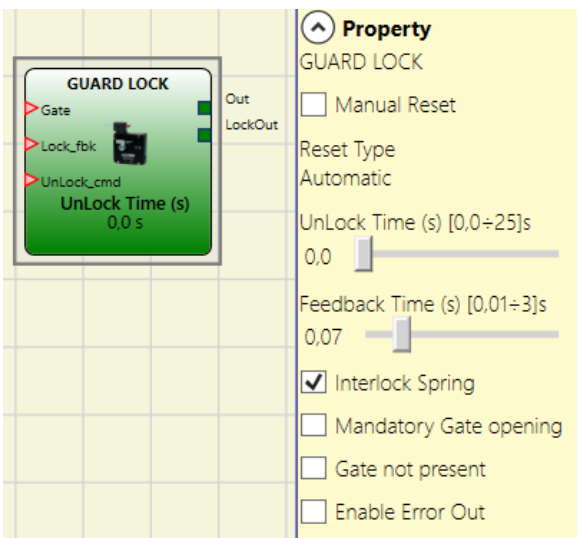 GUARD LOCK
Gate
Lock_fbk
UnLock_cmd
UnLock Time (s)
0,0 s
Out
LockOut
Property
GUARD LOCK
Manual Reset
Reset Type
Automatic
UnLock Time (s) [0,0÷25]s
0,0
Feedback Time (s) [0,01÷3]s
0,07
Interlock Spring
Mandatory Gate opening
Gate not present
Enable Error Out